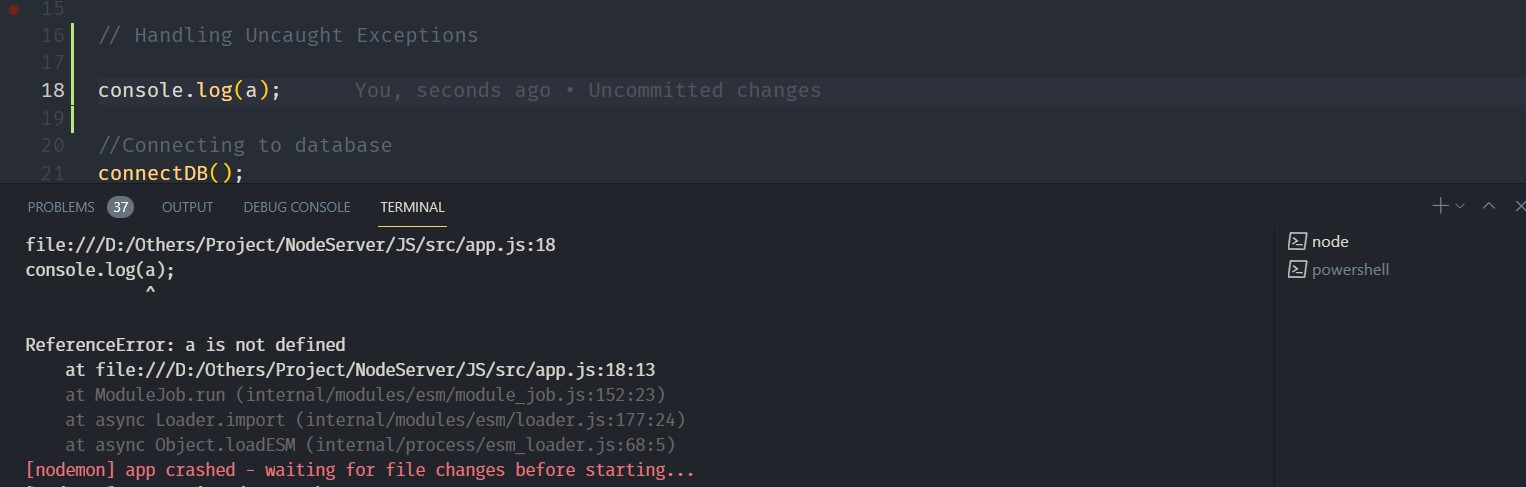 15
16 // Handling Uncaught Exceptions
17
18 console.log(a); You, seconds ago • Uncommitted changes
19
20 //Connecting to database
21 connectDB();
PROBLEMS 37 OUTPUT DEBUG CONSOLE TERMINAL
file:///D:/Others/Project/NodeServer/JS/src/app.js:18
console.log(a);
^
ReferenceError: a is not defined
at file:///D:/Others/Project/NodeServer/JS/src/app.js:18:13
at ModuleJob.run (internal/modules/esm/module_job.js:152:23)
at async Loader.import (internal/modules/esm/loader.js:177:24)
at async Object.loadESM (internal/process/esm_loader.js:68:5)
[nodemon] app crashed - waiting for file changes before starting...
node
powershell